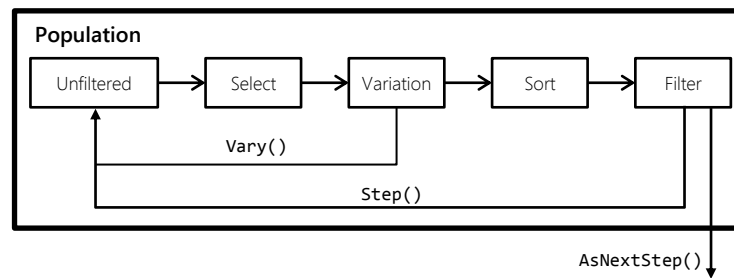 Population
Unfiltered
Select
Variation
Sort
Filter
Vary()
Step()
AsNextStep()